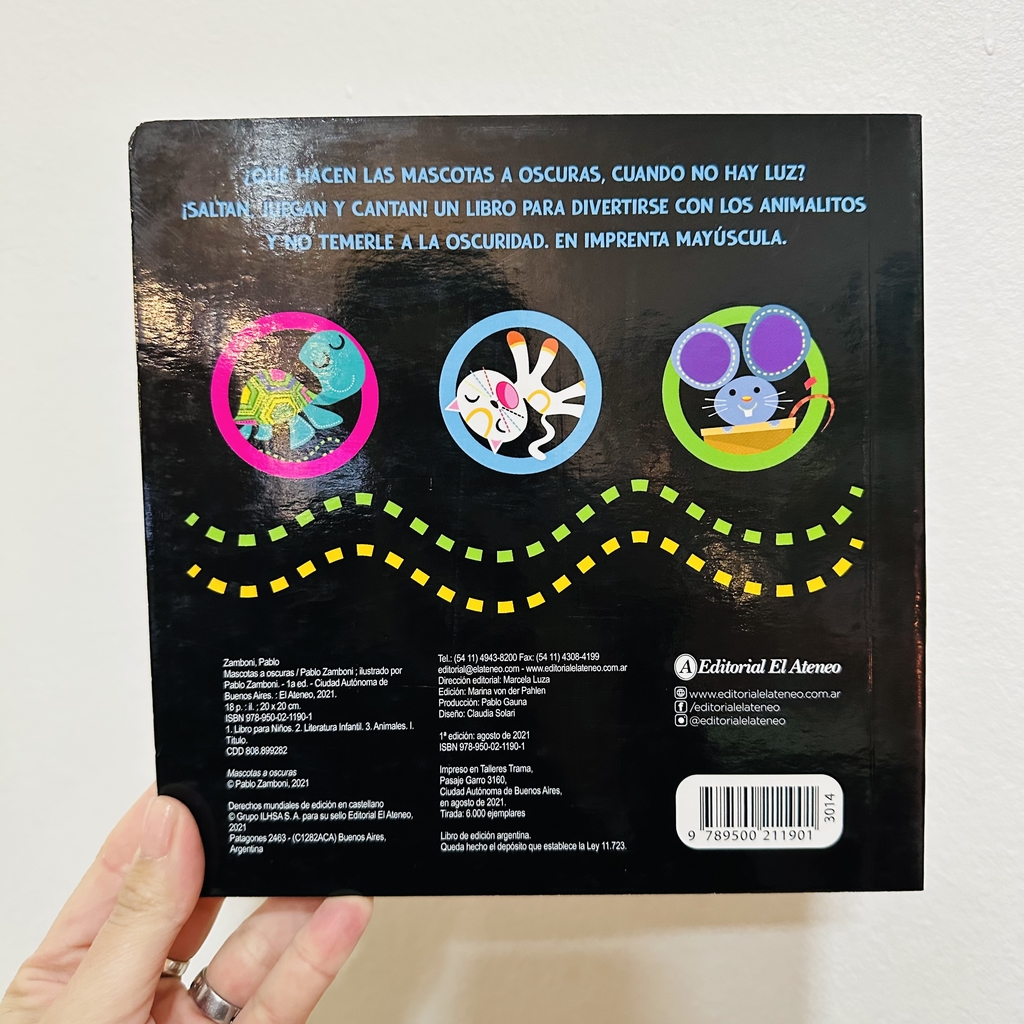 ¿QUÉ HACEN LAS MASCOTAS A OSCURAS, CUANDO NO HAY LUZ?
¡SALTAN, JUEGAN Y CANTAN! UN LIBRO PARA DIVERTIRSE CON LOS ANIMALITOS
Y NO TEMERLE A LA OSCURIDAD. EN IMPRENTA MAYÚSCULA.
Zamboni, Pablo
Mascotas a oscuras / Pablo Zamboni ; ilustrado por
Pablo Zamboni. - 1a ed. - Ciudad Autónoma de
Buenos Aires. : El Ateneo, 2021.
18 p. : il. ; 20 x 20 cm.
ISBN 978-950-02-1190-1
1. Libro para Niños. 2. Literatura Infantil. 3. Animales. I.
Título.
CDD 808.899282
Mascotas a oscuras
© Pablo Zamboni, 2021
Derechos mundiales de edición en castellano
© Grupo ILHSA S. A. para su sello Editorial El Ateneo,
2021
Patagones 2463 - (C1282ACA) Buenos Aires,
Argentina
Tel.: (54 11) 4943-8200 Fax: (54 11) 4308-4199
editorial@elateneo.com - www.editorialelateneo.com.ar
Dirección editorial: Marcela Luza
Edición: Marina von der Pahlen
Producción: Pablo Gauna
Diseño: Claudia Solari
1ª edición: agosto de 2021
ISBN 978-950-02-1190-1
Impreso en Talleres Trama,
Pasaje Garro 3160,
Ciudad Autónoma de Buenos Aires,
en agosto de 2021.
Tirada: 6.000 ejemplares
Libro de edición argentina.
Queda hecho el depósito que establece la Ley 11.723.
A Editorial El Ateneo
www.editorialelateneo.com.ar
/editorialelateneo
@editorialelateneo
9 789500 211901
3014